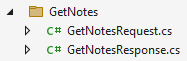 GetNotes
C# GetNotesRequest.cs
C# GetNotesResponse.cs